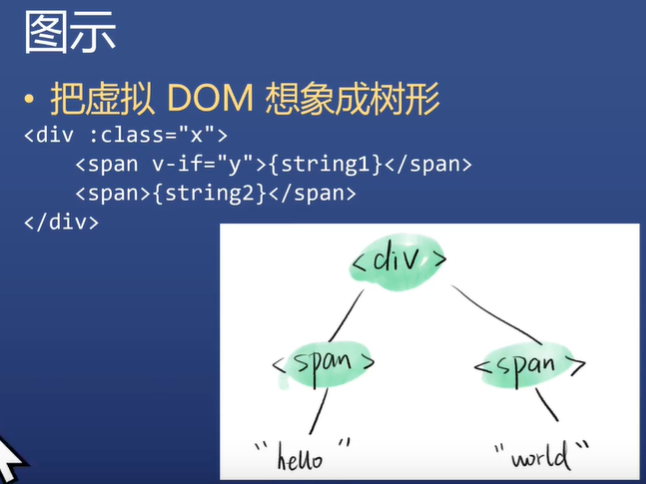 图示
• 把虚拟 DOM 想象成树形
<div :class="x">
    <span v-if="y">{string1}</span>
    <span>{string2}</span>
</div>
<div>
<span> <span>
"hello" "world"